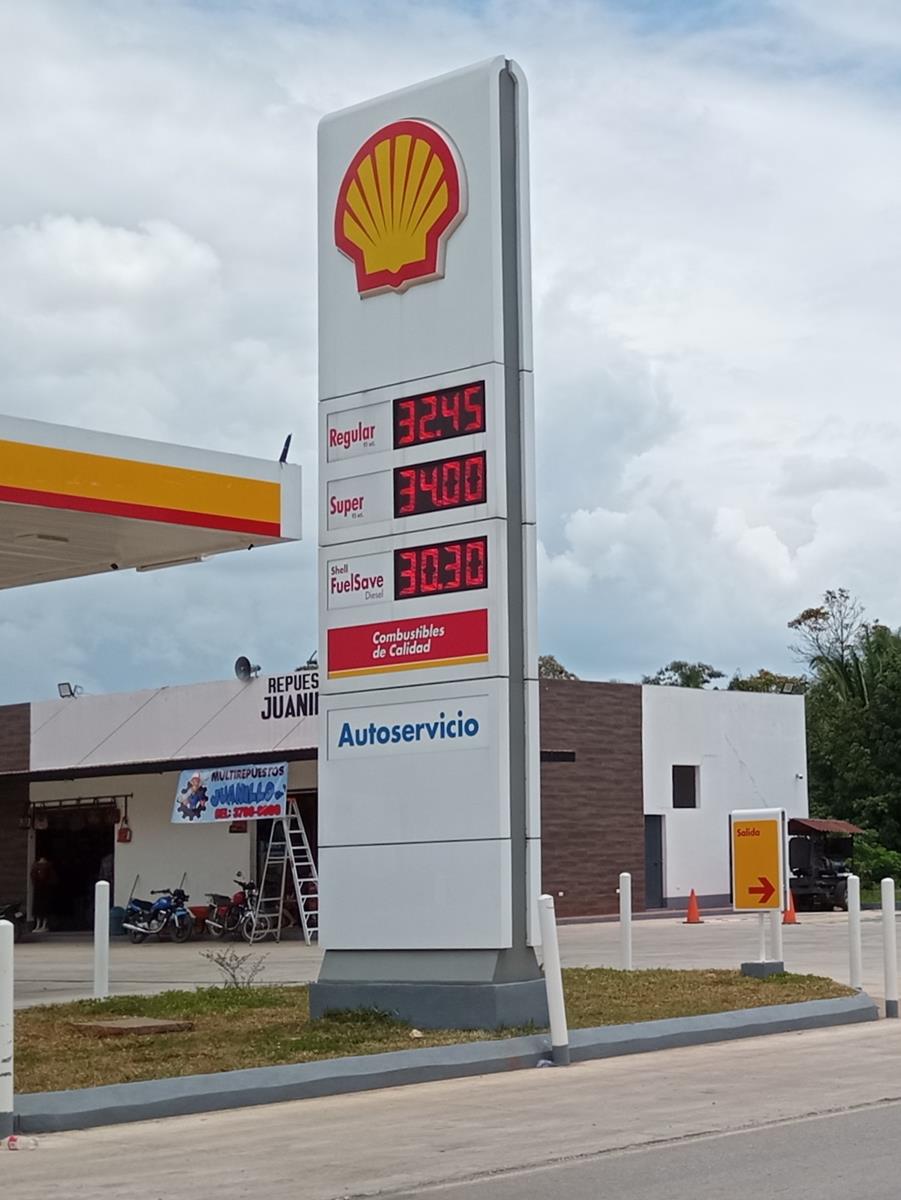 Regular
32.45
Super
34.00
Shell
FuelSave
Diesel
30.30
Combustibles
de Calidad
Autoservicio
REPUES
JUANI
MULTIREPUESTOS
JUANILLO
Salida